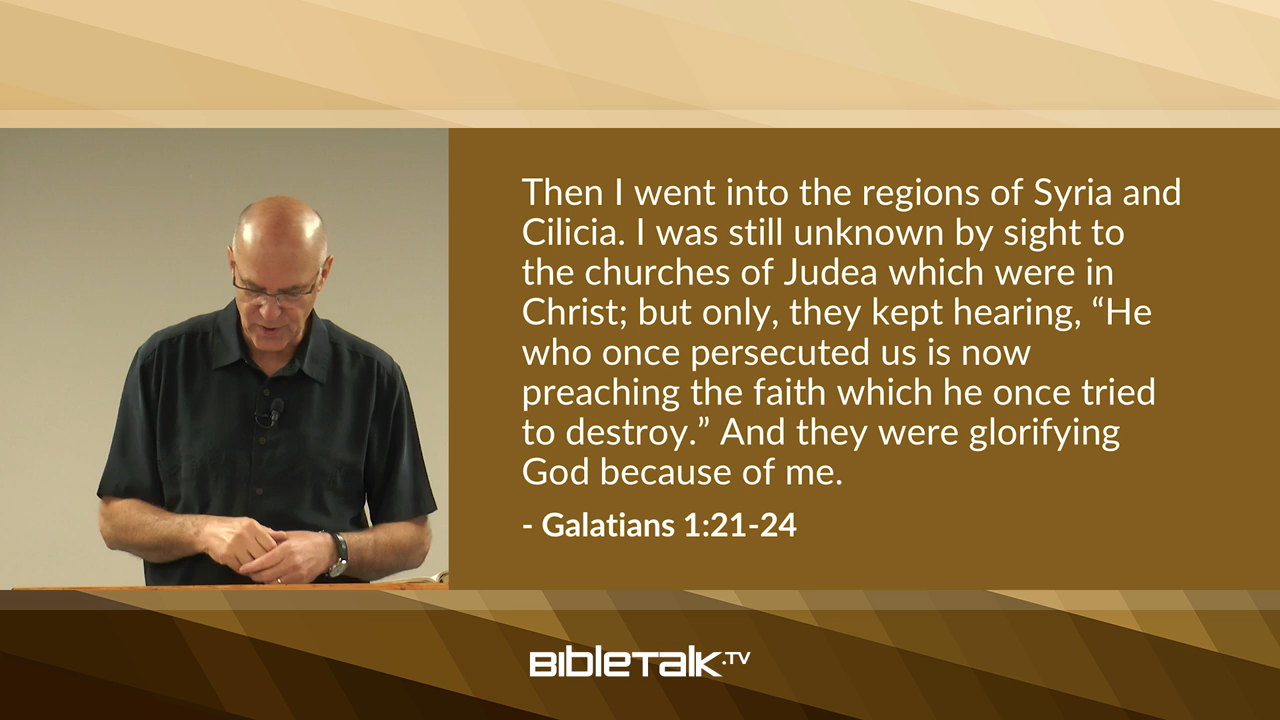 Then I went into the regions of Syria and
Cilicia. I was still unknown by sight to
the churches of Judea which were in
Christ; but only, they kept hearing, “He
who once persecuted us is now
preaching the faith which he once tried
to destroy.” And they were glorifying
God because of me.
- Galatians 1:21-24
BIBLETALK.TV